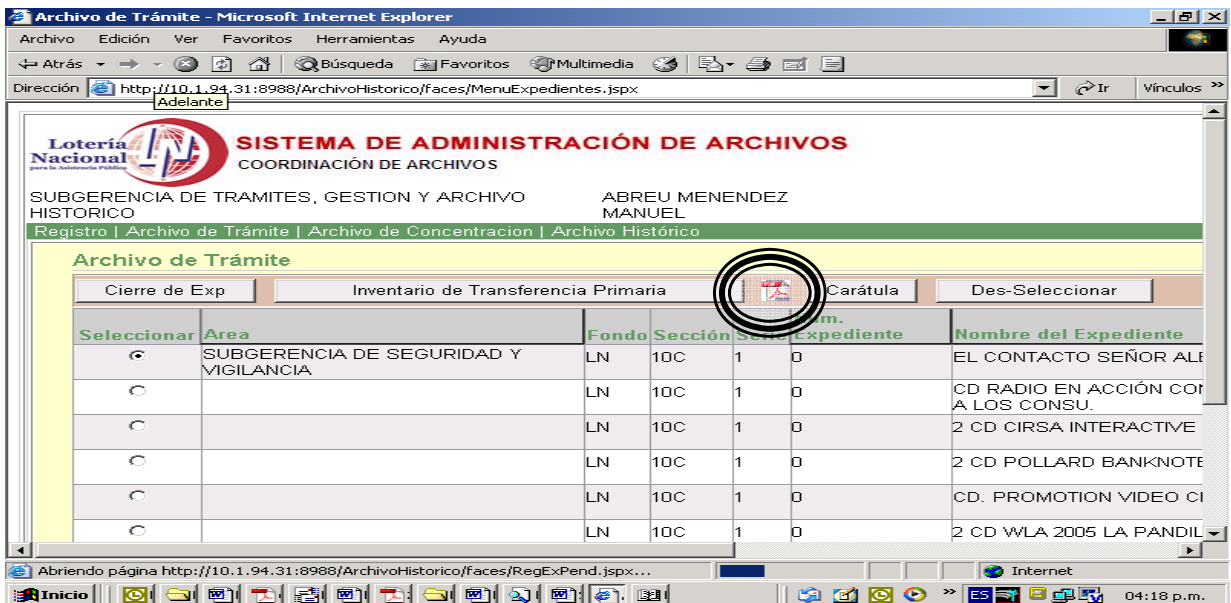 Archivo de Trámite - Microsoft Internet Explorer
Archivo Edición Ver Favoritos Herramientas Ayuda
Atrás Búsqueda Favoritos Multimedia
Dirección http://10.1.94.31:8988/ArchivoHistorico/faces/MenuExpedientes.jspx Ir Vínculos »
Adelante
Lotería
Nacional
para la Asistencia Pública
SISTEMA DE ADMINISTRACIÓN DE ARCHIVOS
COORDINACIÓN DE ARCHIVOS
SUBGERENCIA DE TRAMITES, GESTION Y ARCHIVO ABREU MENENDEZ
HISTORICO MANUEL
Registro | Archivo de Trámite | Archivo de Concentracion | Archivo Histórico
Archivo de Trámite
Cierre de Exp Inventario de Transferencia Primaria Carátula Des-Seleccionar
Seleccionar Area Fondo Sección Serie Num. Expediente Nombre del Expediente
SUBGERENCIA DE SEGURIDAD Y LN 10C 1 0 EL CONTACTO SEÑOR ALE
VIGILANCIA
LN 10C 1 0 CD RADIO EN ACCIÓN CON
A LOS CONSU.
LN 10C 1 0 2 CD CIRSA INTERACTIVE
LN 10C 1 0 2 CD POLLARD BANKNOTE
LN 10C 1 0 CD. PROMOTION VIDEO
LN 10C 1 0 2 CD WLA 2005 LA PANDIL
Abriendo página http://10.1.94.31:8988/ArchivoHistorico/faces/RegExPend.jspx... Internet
Inicio » ES 04:18 p.m.